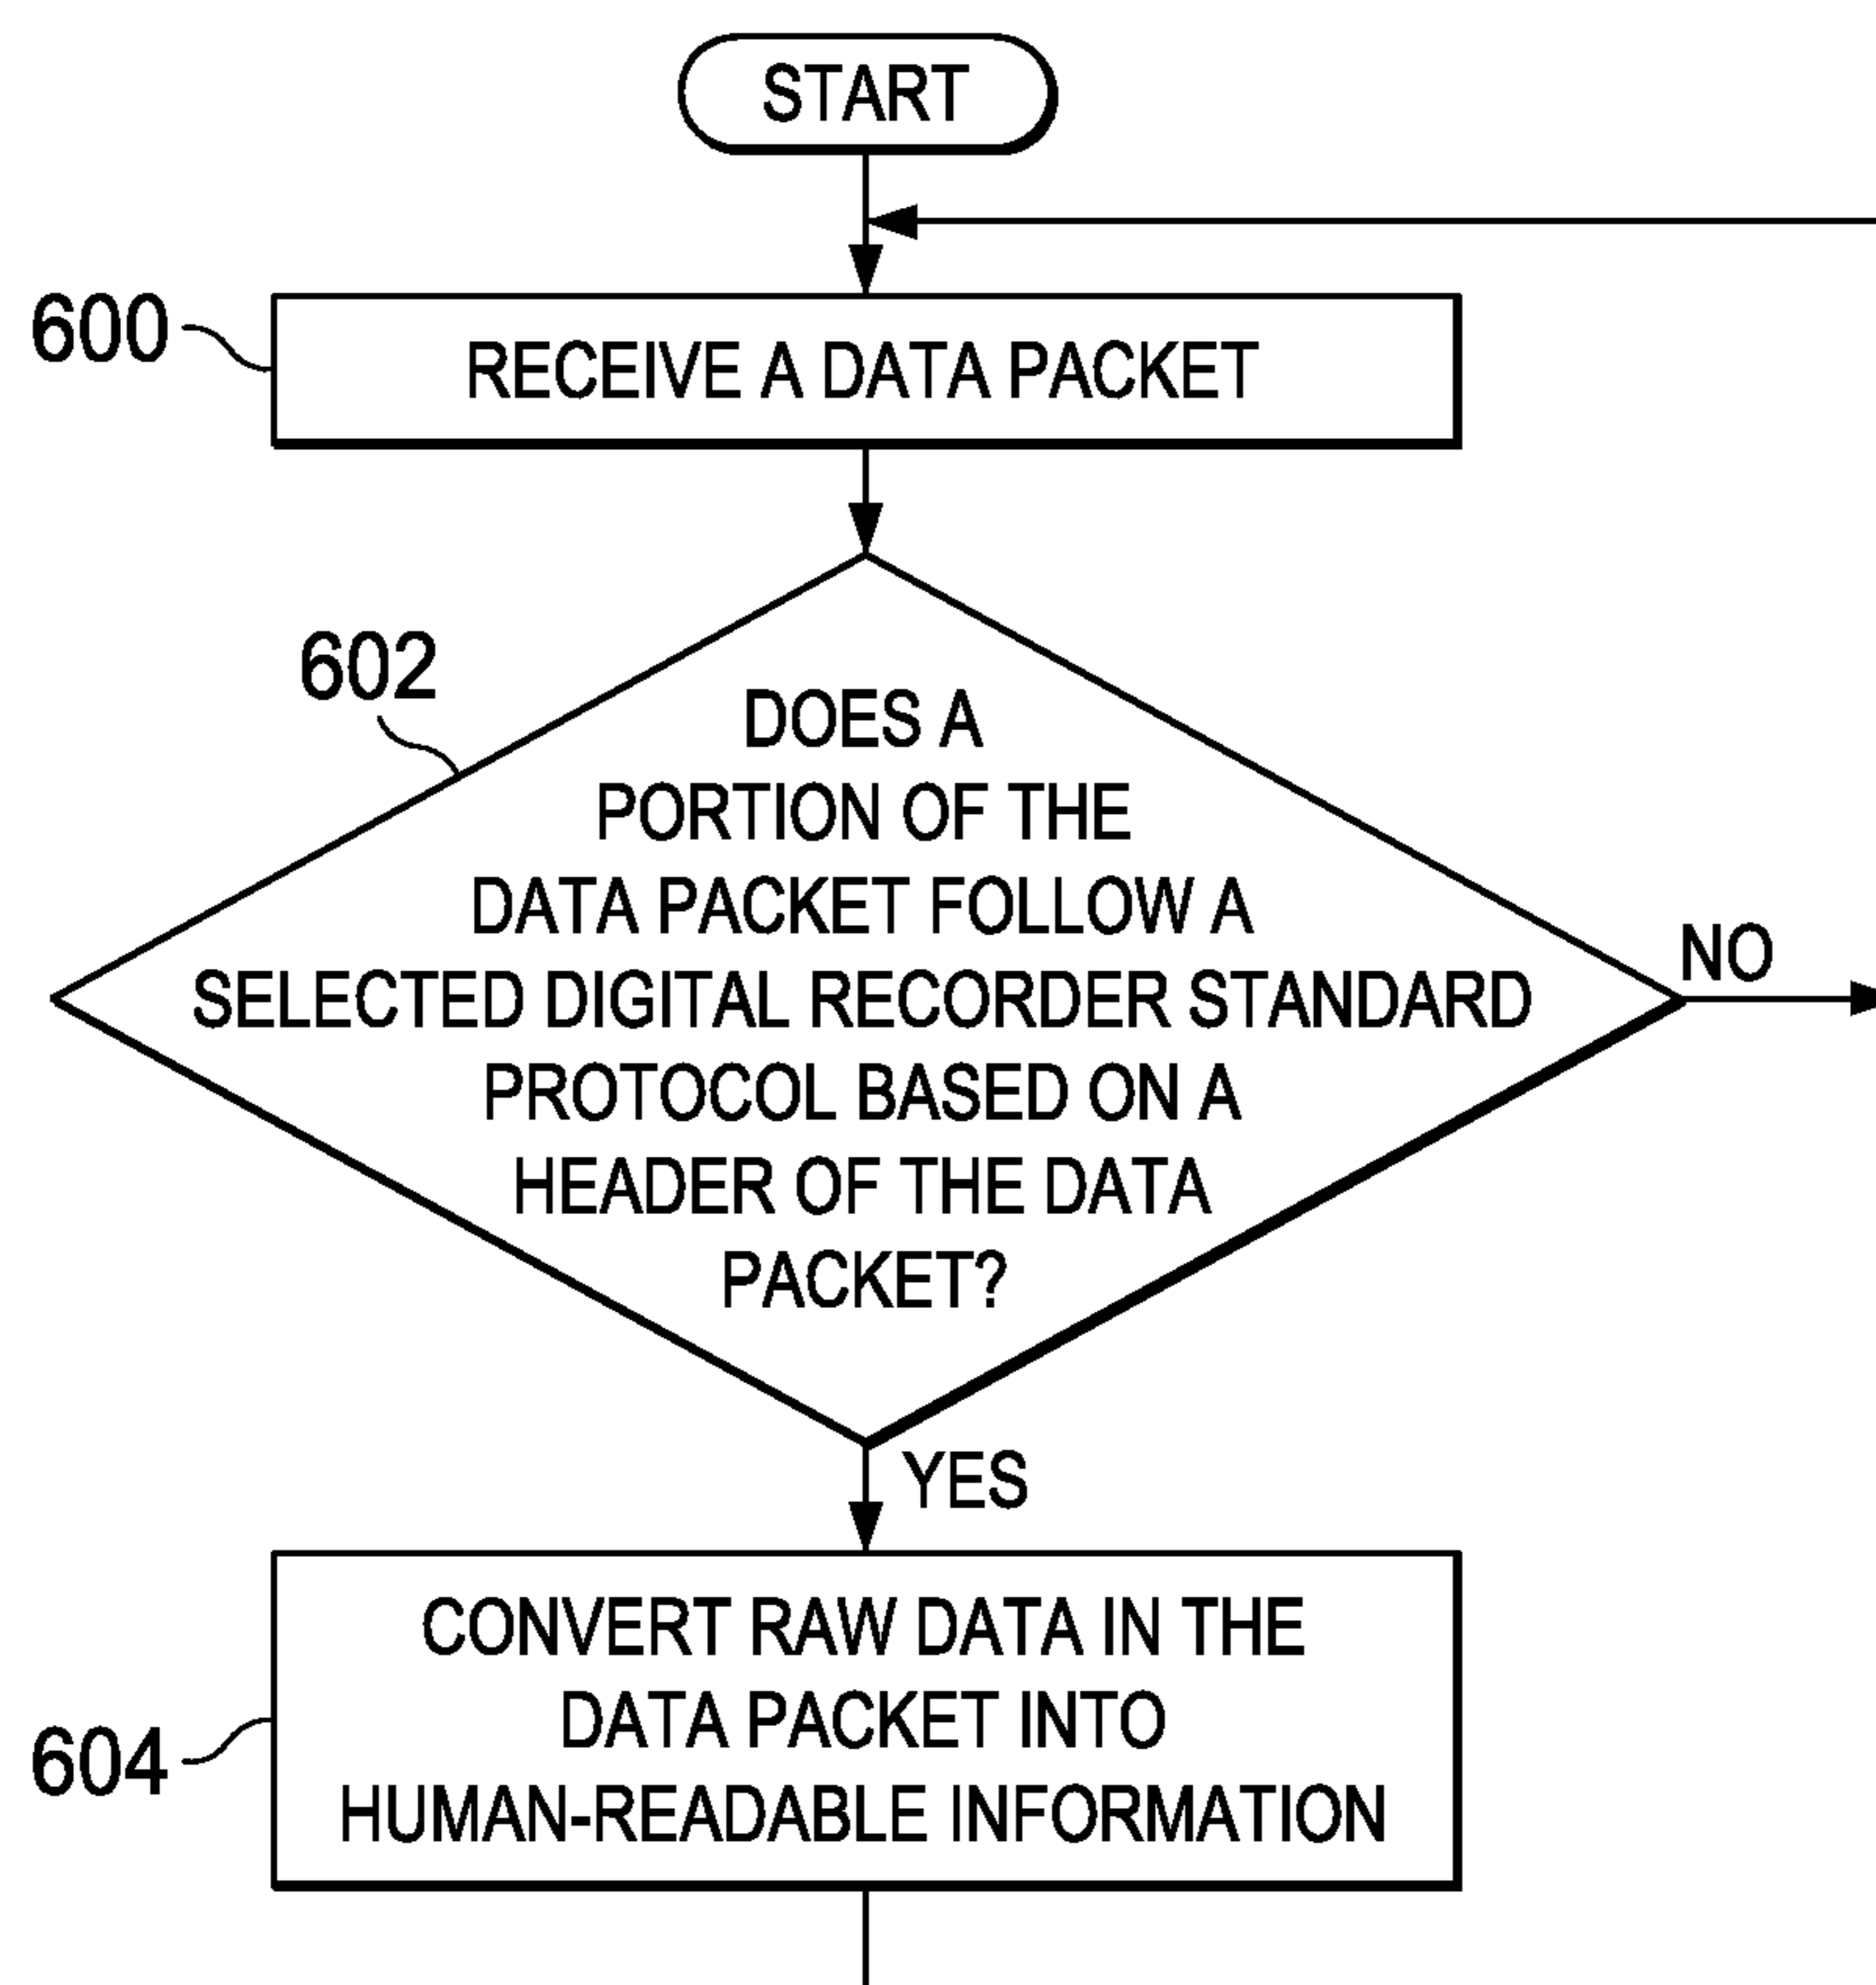 START
600
RECEIVE A DATA PACKET
602
DOES A
PORTION OF THE
DATA PACKET FOLLOW A
SELECTED DIGITAL RECORDER STANDARD
PROTOCOL BASED ON A
HEADER OF THE DATA
PACKET?
NO
YES
604
CONVERT RAW DATA IN THE
DATA PACKET INTO
HUMAN-READABLE INFORMATION